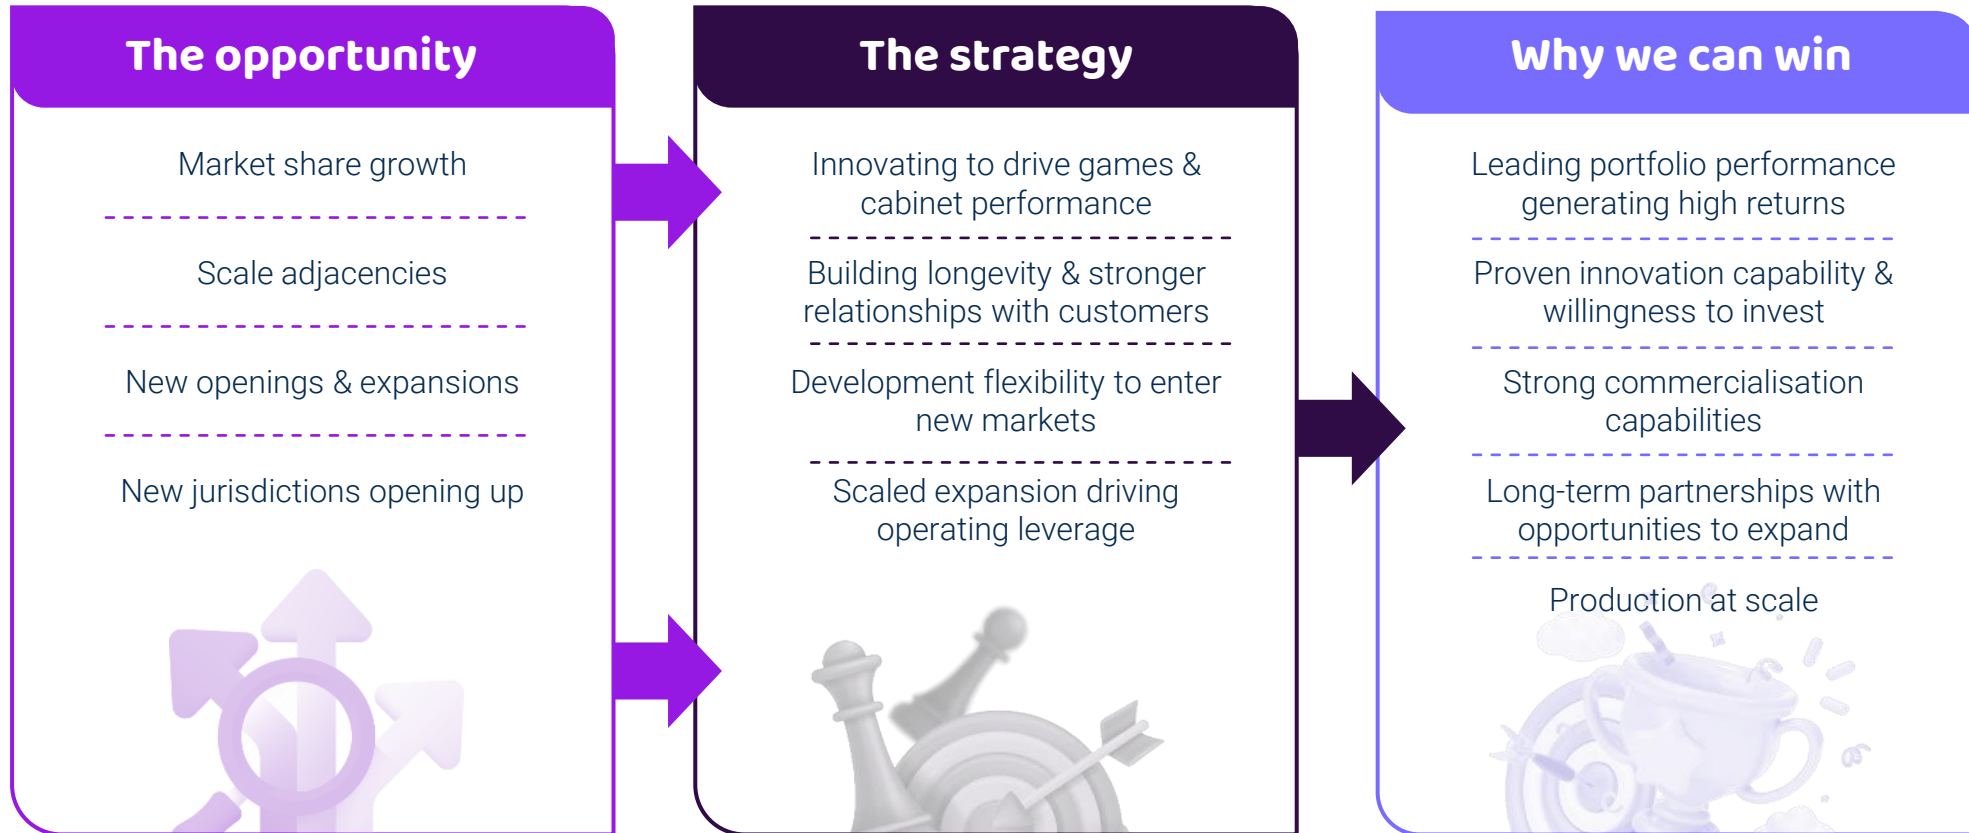 The opportunity
Market share growth
Scale adjacencies
New openings & expansions
New jurisdictions opening up
The strategy
Innovating to drive games &
cabinet performance
Building longevity & stronger
relationships with customers
Development flexibility to enter
new markets
Scaled expansion driving
operating leverage
Why we can win
Leading portfolio performance
generating high returns
Proven innovation capability &
willingness to invest
Strong commercialisation
capabilities
Long-term partnerships with
opportunities to expand
Production at scale